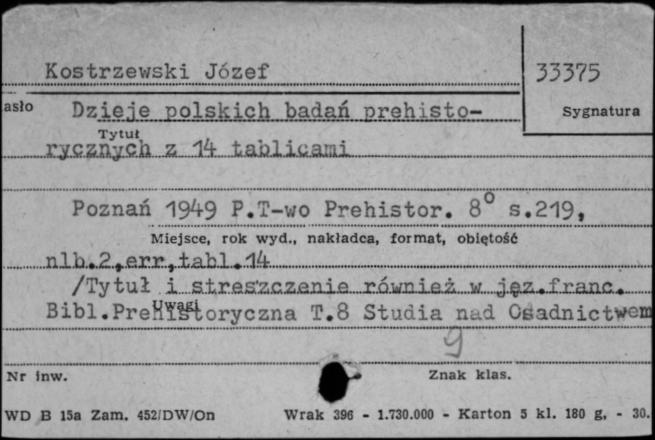 Kostrzewski Józef 33375
asło Dzieje polskich badań prehisto- Sygnatura
Tytuł
rycznych z 14 tablicami
Poznań 1949 P.T-wo Prehistor. 8° s.219,
Miejsce, rok wyd., nakładca, format, objętość
nlb.2,err,tabl.14
/Tytuł i streszczenie również w jęz.franc.
Uwagi
Bibl.Prehistoryczna T.8 Studia nad Osadnictwem
9
Nr inw. Znak klas.
WD B 15a Zam. 452/DW/On Wrak 396 - 1.730.000 - Karton 5 kl. 180 g, - 30.